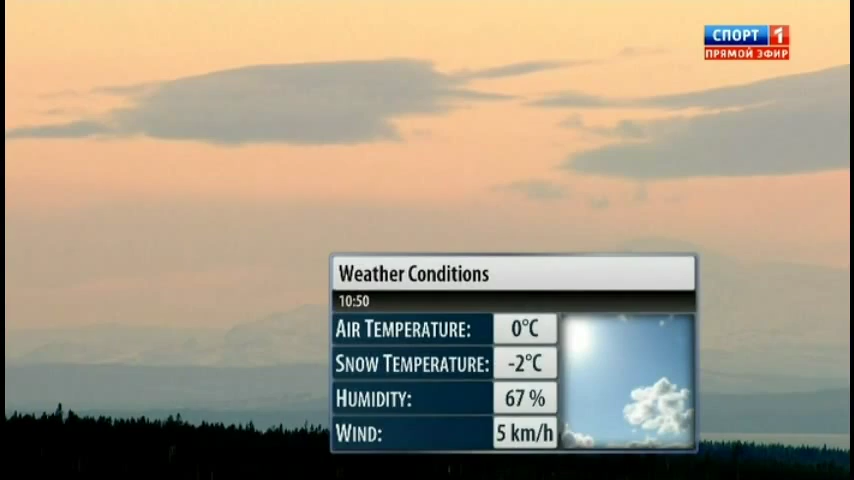 СПОРТ 1
ПРЯМОЙ ЭФИР
Weather Conditions
10:50
AIR TEMPERATURE: 0°C
SNOW TEMPERATURE: -2°C
HUMIDITY: 67 %
WIND: 5 km/h